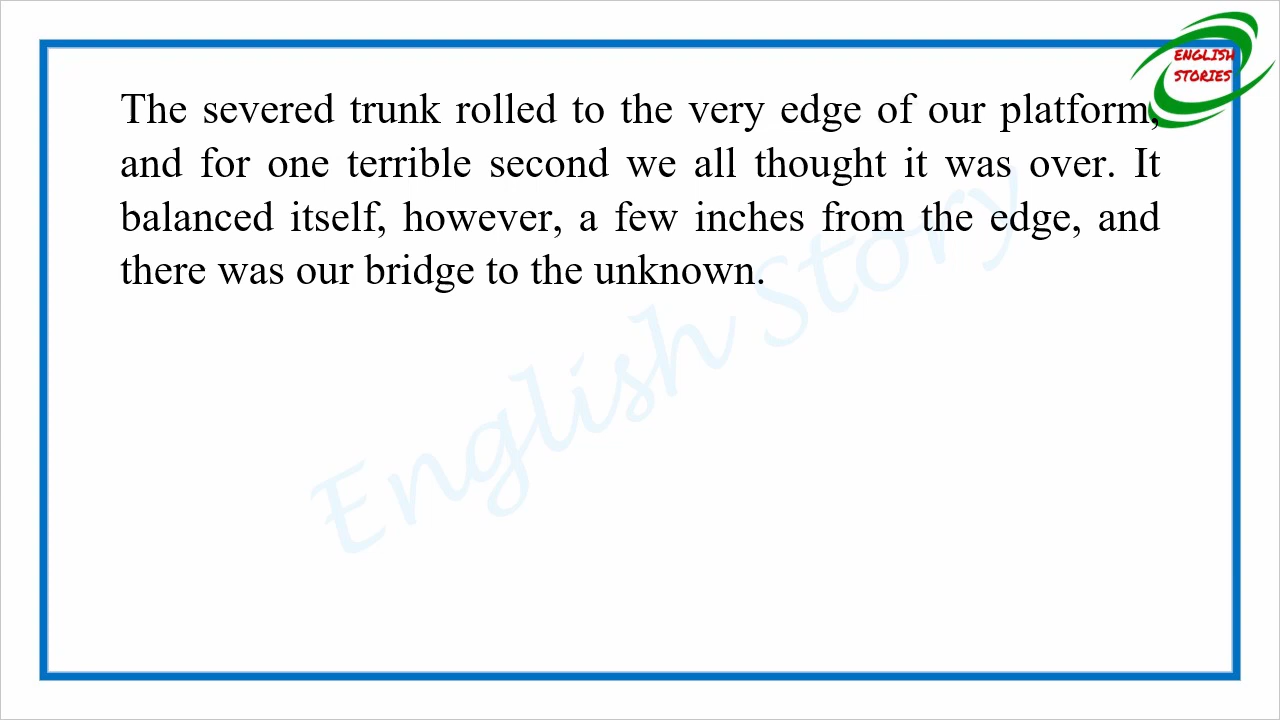 ENGLISH
STORIES
The severed trunk rolled to the very edge of our platform,
and for one terrible second we all thought it was over. It
balanced itself, however, a few inches from the edge, and
there was our bridge to the unknown.
English Story